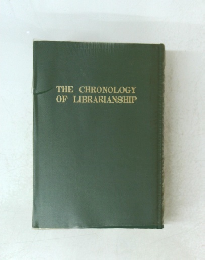 THE CHRONOLOGY
OF LIBRARIANSHIP